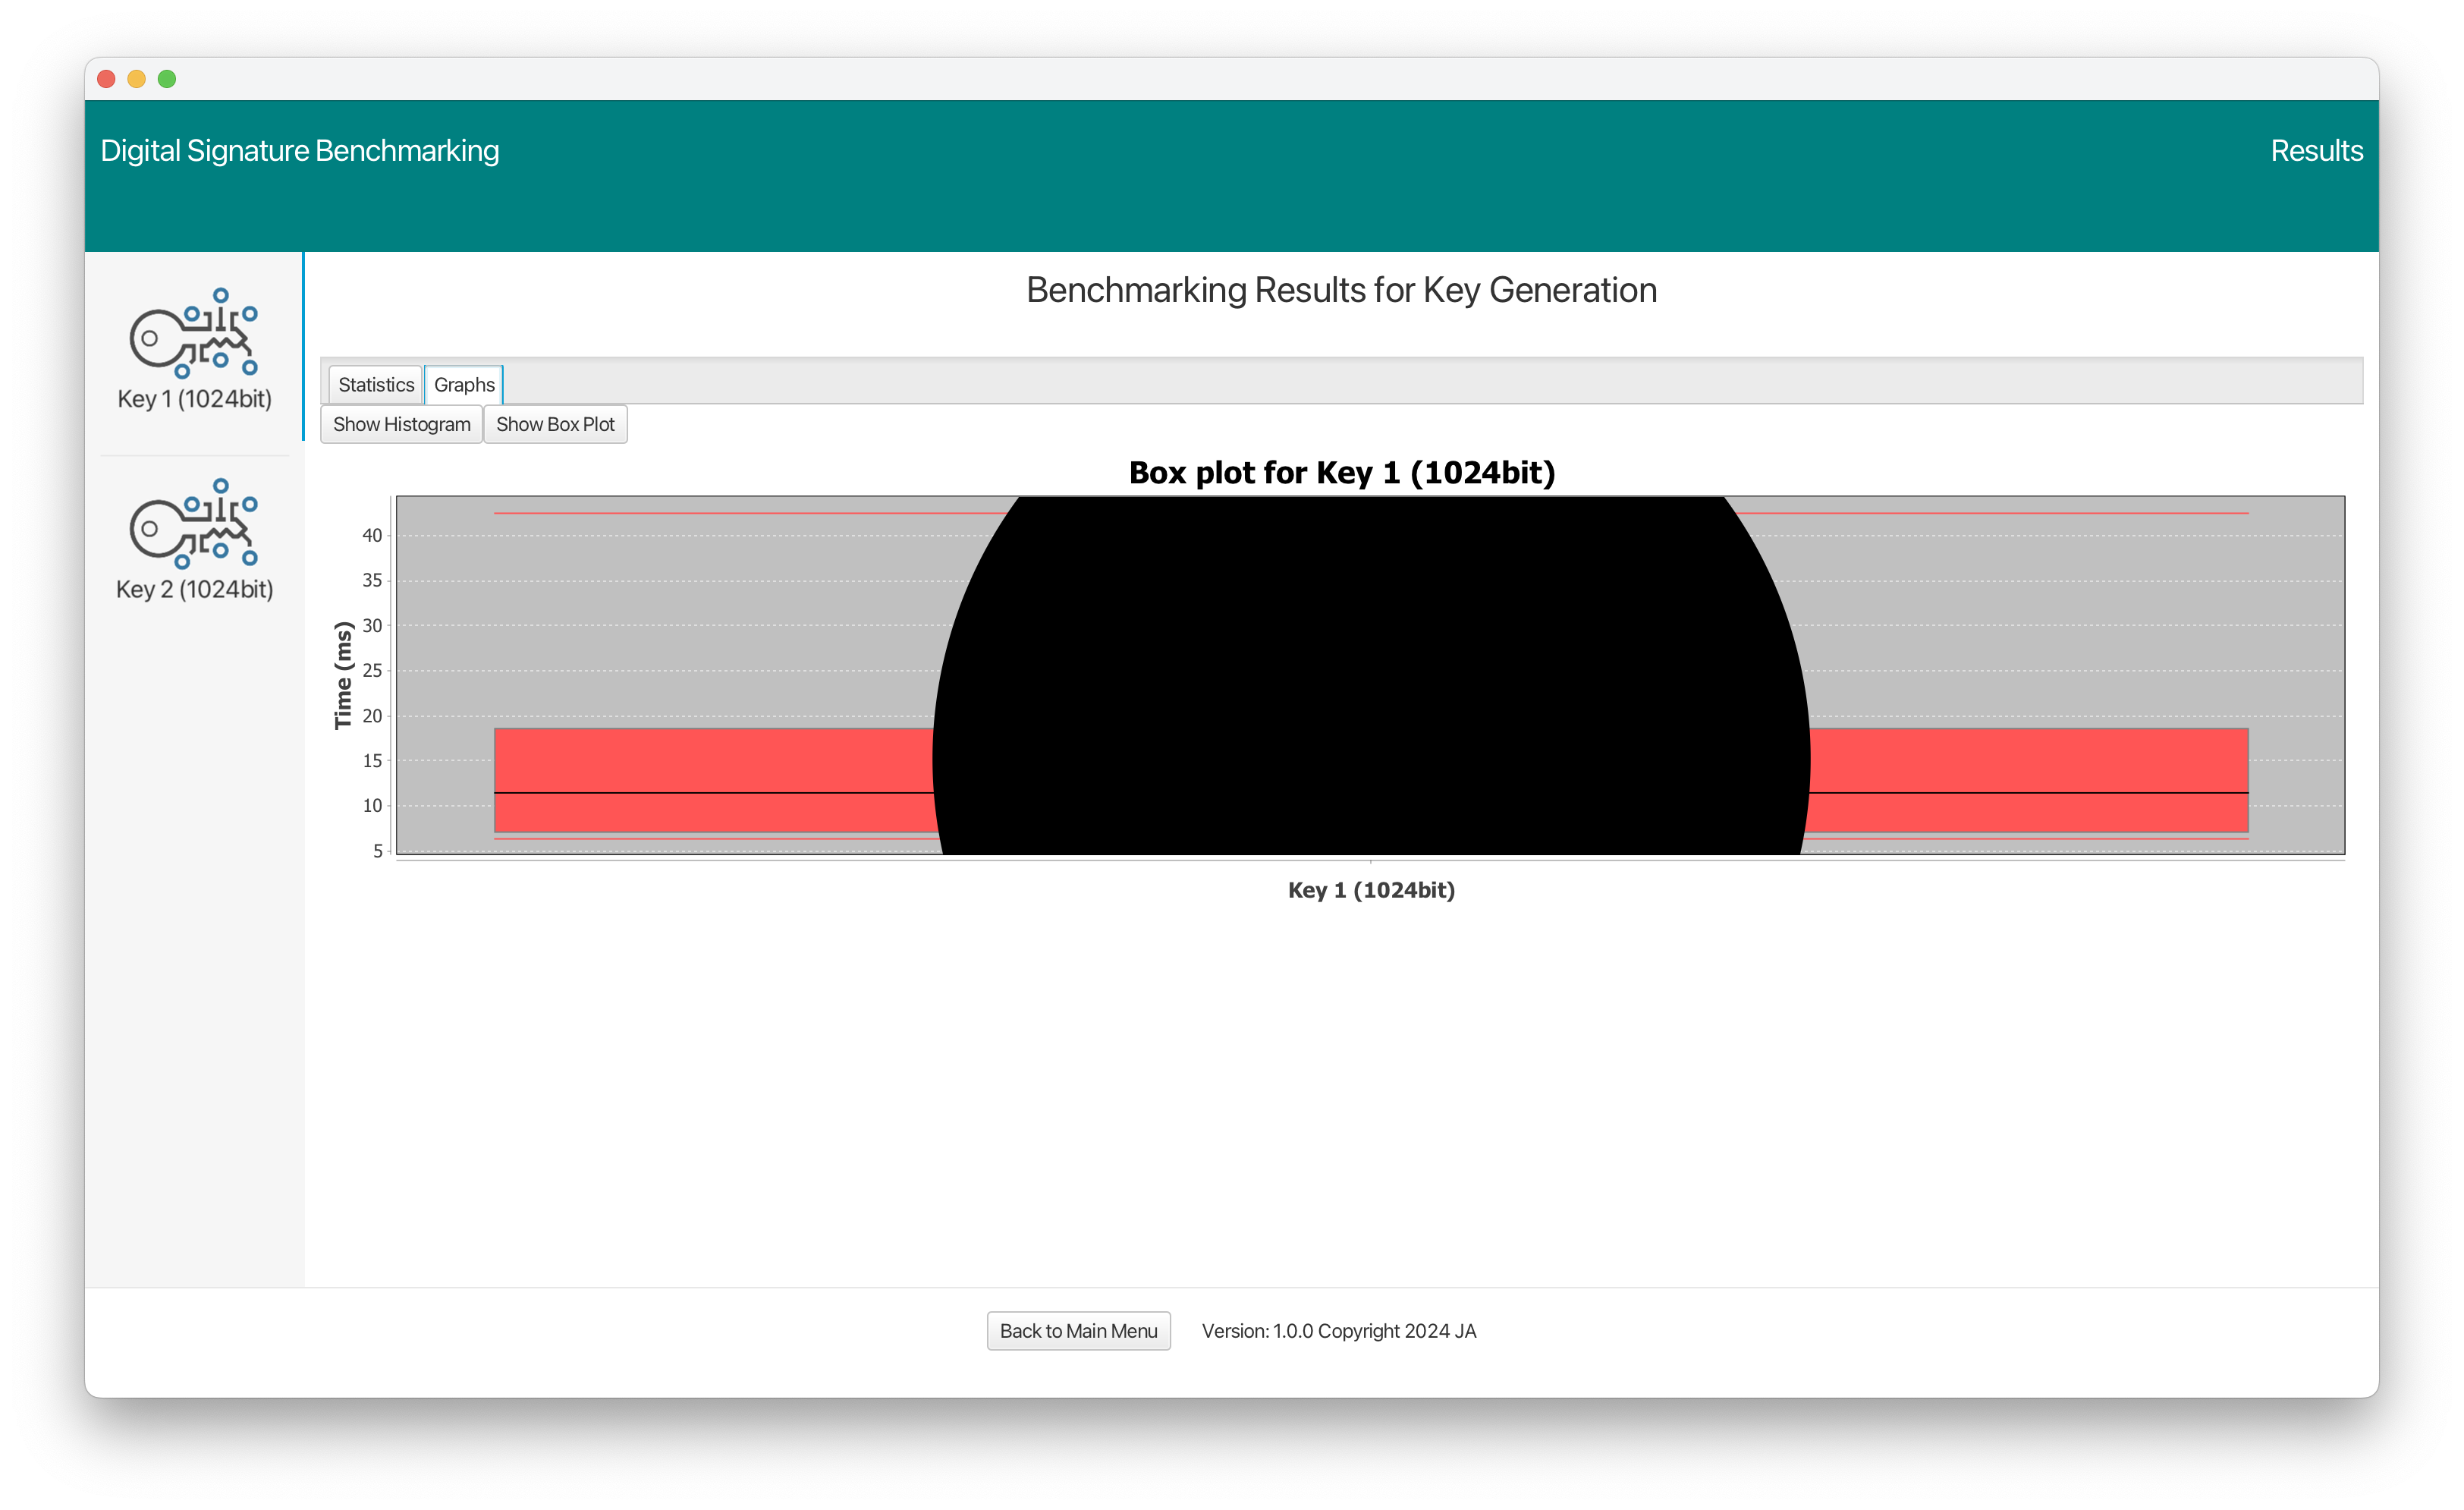 Digital Signature Benchmarking
Results
Key 1 (1024bit)
Key 2 (1024bit)
Benchmarking Results for Key Generation
Statistics
Graphs
Show Histogram
Show Box Plot
Box plot for Key 1 (1024bit)
Time (ms)
40
35
30
25
20
15
10
5
Key 1 (1024bit)
Back to Main Menu
Version: 1.0.0 Copyright 2024 JA